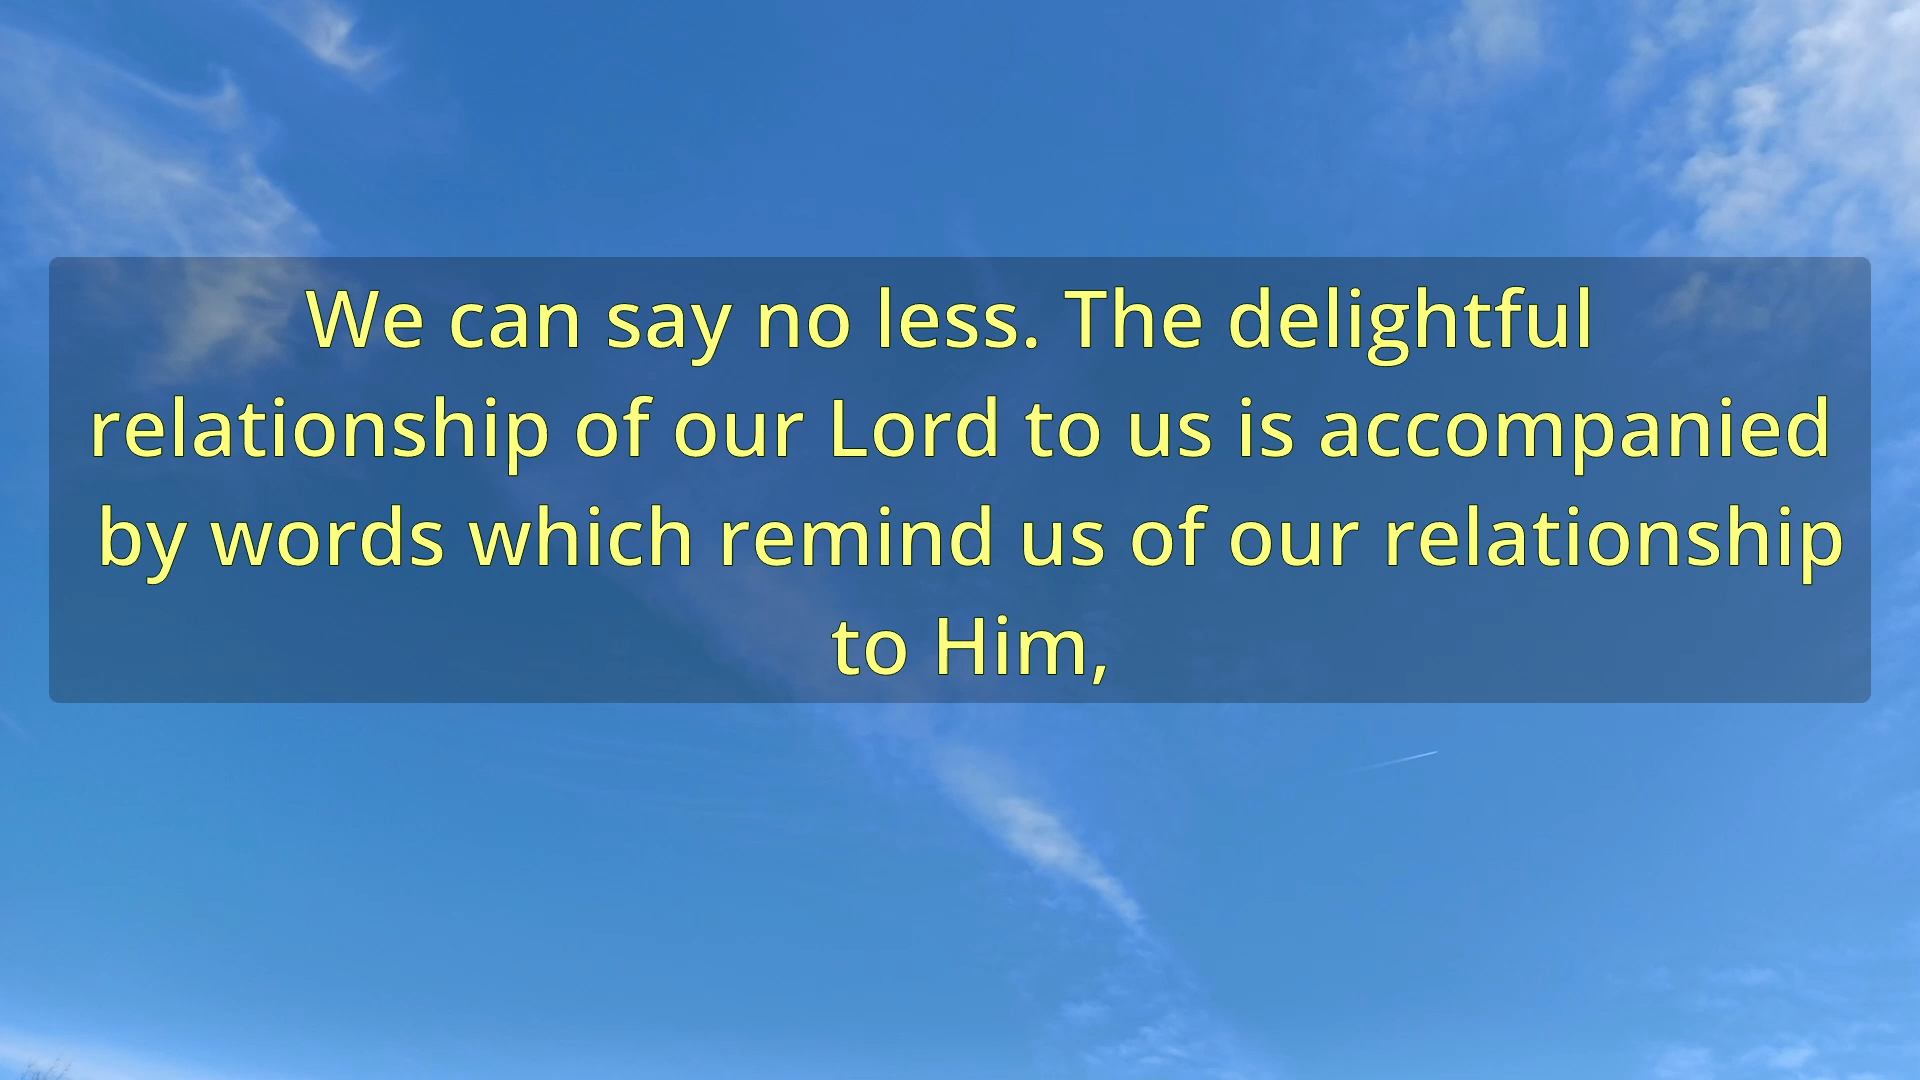 We can say no less. The delightful
relationship of our Lord to us is accompanied
by words which remind us of our relationship
to Him,